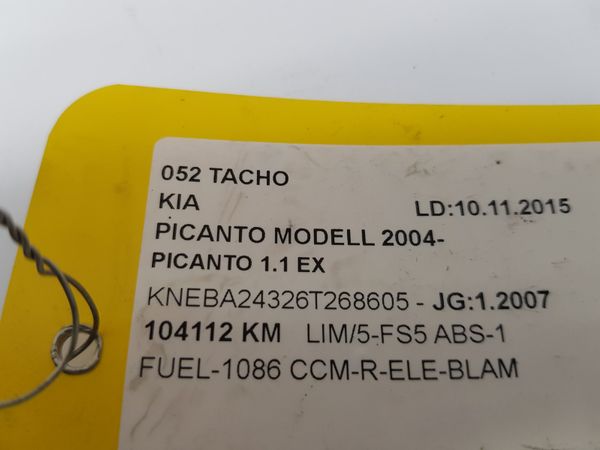 052 TACHO
KIA LD:10.11.2015
PICANTO MODELL 2004-
PICANTO 1.1 EX
KNEBA24326T268605 - JG:1.2007
104112 KM LIM/5-FS5 ABS-1
FUEL-1086 CCM-R-ELE-BLAM